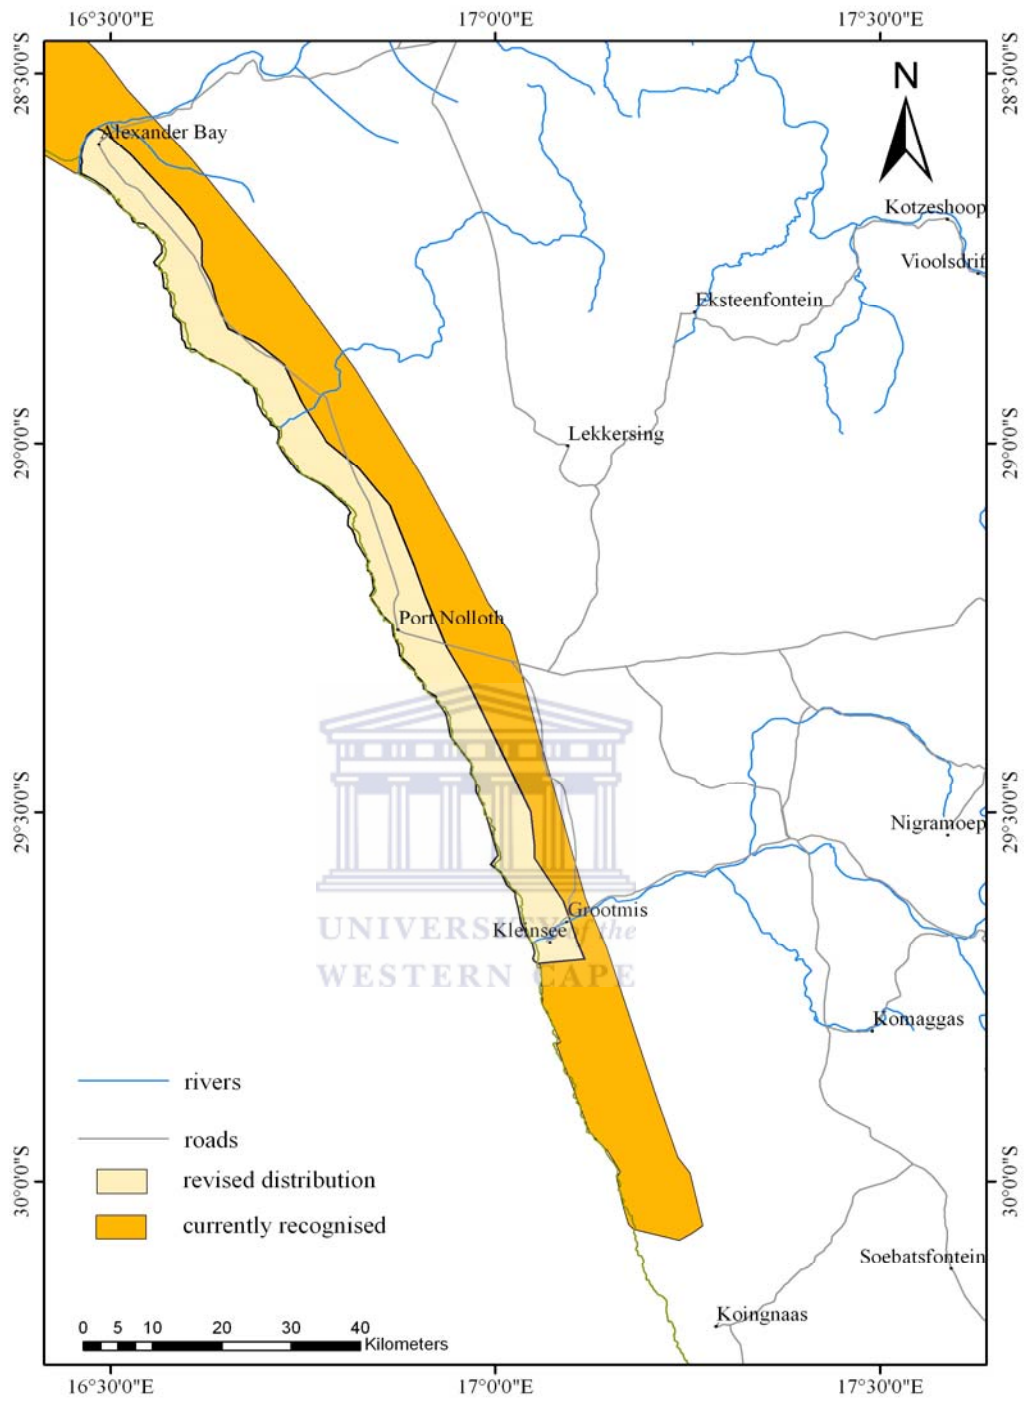 16°30'0"E
17°0'0"E
17°30'0"E
28°30'0"S
28°30'0"S
N
Alexander Bay
Kotzeshoop
Vioolsdrif
Eksteenfontein
29°0'0"S
29°0'0"S
Lekkersing
Port Nolloth
29°30'0"S
29°30'0"S
Nigramoep
Grootmis
UNIVERSITY of the
Kleinsee
WESTERN CAPE
Komaggas
rivers
roads
30°0'0"S
30°0'0"S
revised distribution
currently recognised
Soebatsfontein
Koingnaas
0 5 10 20 30 40
Kilometers
16°30'0"E
17°0'0"E
17°30'0"E